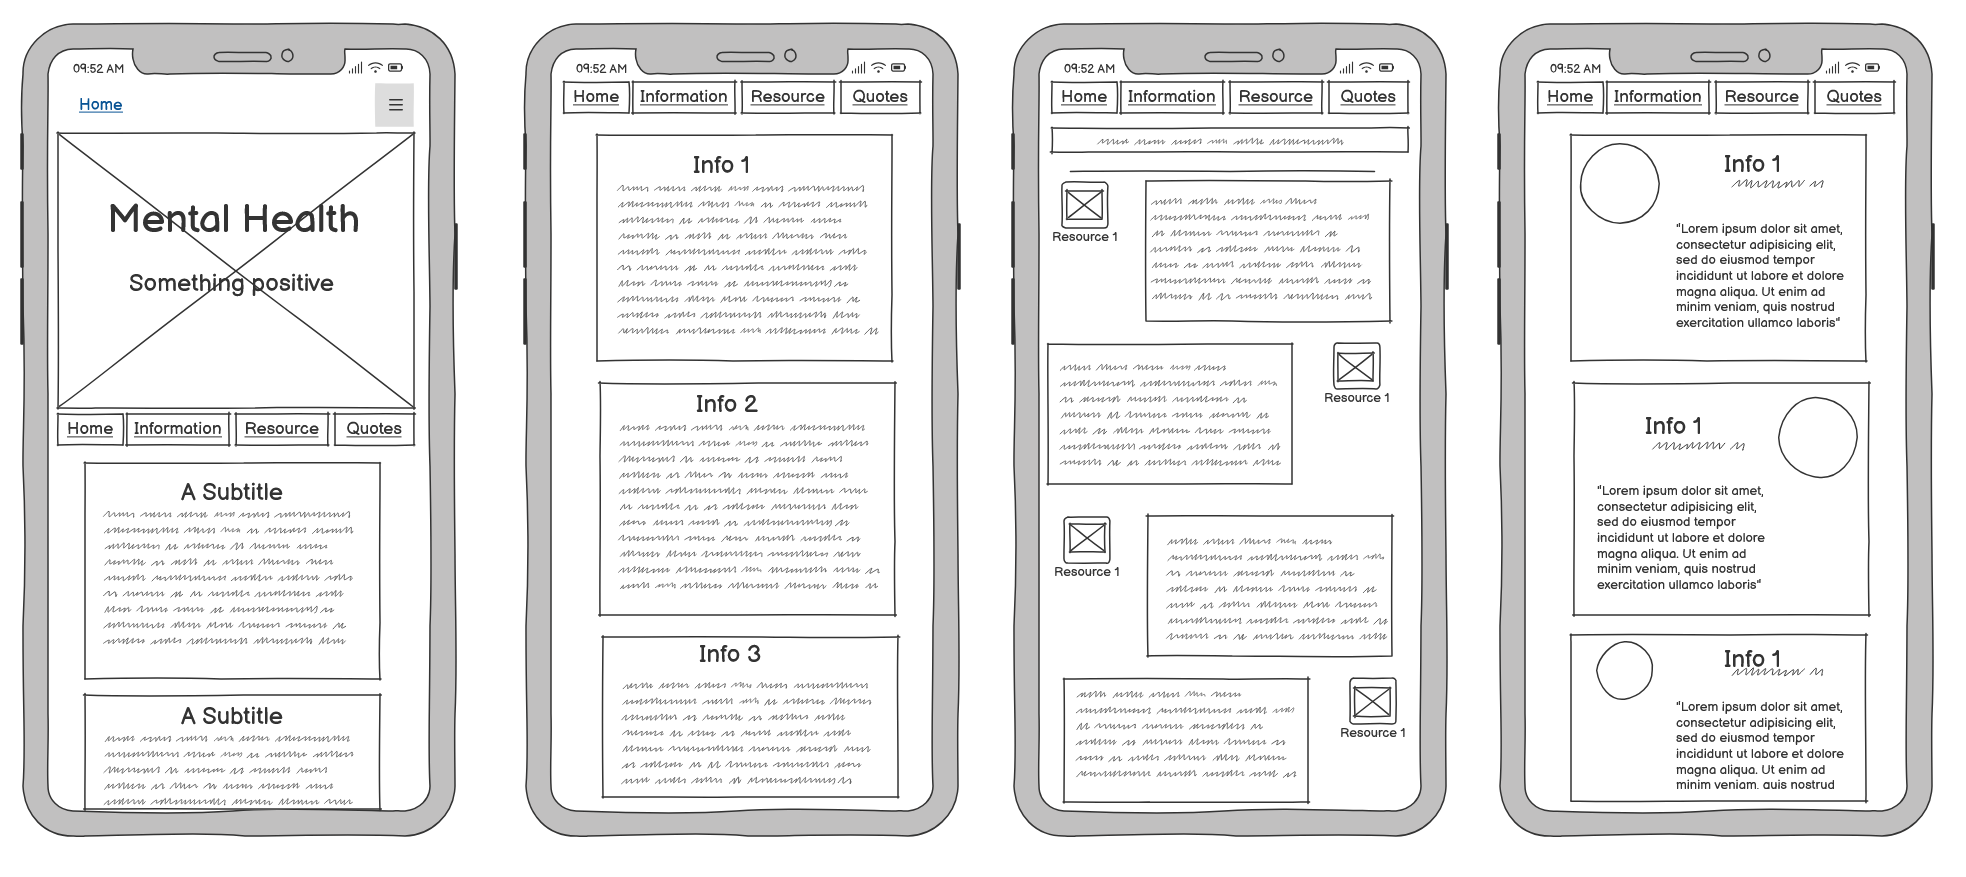 09:52 AM
Home
Mental Health
Something positive
Home Information Resource Quotes
A Subtitle
A Subtitle
09:52 AM
Home Information Resource Quotes
Info 1
Info 2
Info 3
09:52 AM
Home Information Resource Quotes
Resource 1
Resource 1
Resource 1
Resource 1
09:52 AM
Home Information Resource Quotes
Info 1
"Lorem ipsum dolor sit amet,
consectetur adipisicing elit,
sed do eiusmod tempor
incididunt ut labore et dolore
magna aliqua. Ut enim ad
minim veniam, quis nostrud
exercitation ullamco laboris"
Info 1
"Lorem ipsum dolor sit amet,
consectetur adipisicing elit,
sed do eiusmod tempor
incididunt ut labore et dolore
magna aliqua. Ut enim ad
minim veniam, quis nostrud
exercitation ullamco laboris"
Info 1
"Lorem ipsum dolor sit amet,
consectetur adipisicing elit,
sed do eiusmod tempor
incididunt ut labore et dolore
magna aliqua. Ut enim ad
minim veniam, quis nostrud